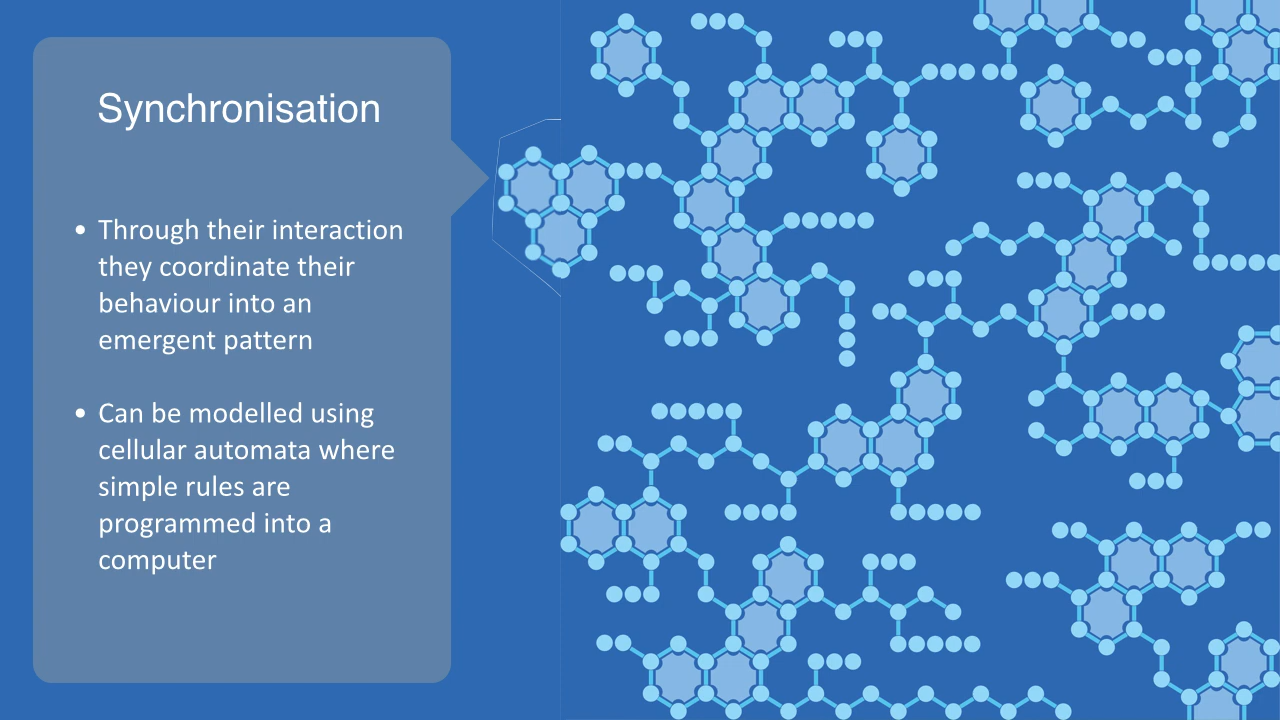 Synchronisation
• Through their interaction
they coordinate their
behaviour into an
emergent pattern
• Can be modelled using
cellular automata where
simple rules are
programmed into a
computer